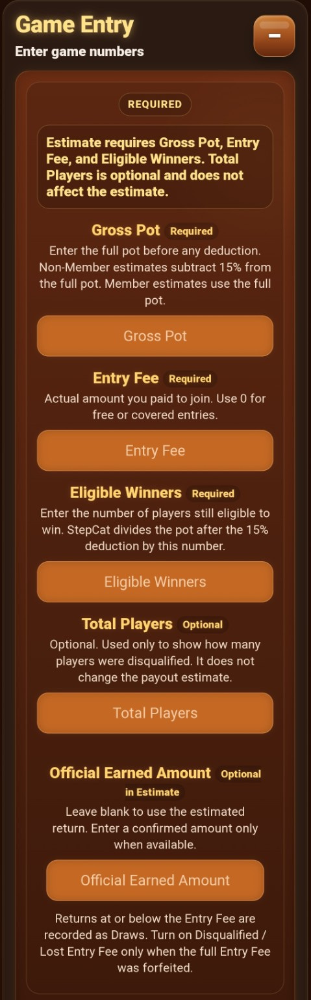 Game Entry
Enter game numbers
–
REQUIRED
Estimate requires Gross Pot, Entry
Fee, and Eligible Winners. Total
Players is optional and does not
affect the estimate.
Gross Pot Required
Enter the full pot before any deduction.
Non-Member estimates subtract 15% from
the full pot. Member estimates use the full
pot.
Gross Pot
Entry Fee Required
Actual amount you paid to join. Use 0 for
free or covered entries.
Entry Fee
Eligible Winners Required
Enter the number of players still eligible to
win. StepCat divides the pot after the 15%
deduction by this number.
Eligible Winners
Total Players Optional
Optional. Used only to show how many
players were disqualified. It does not
change the payout estimate.
Total Players
Official Earned Amount Optional
in Estimate
Leave blank to use the estimated
return. Enter a confirmed amount only
when available.
Official Earned Amount
Returns at or below the Entry Fee are
recorded as Draws. Turn on Disqualified /
Lost Entry Fee only when the full Entry Fee
was forfeited.